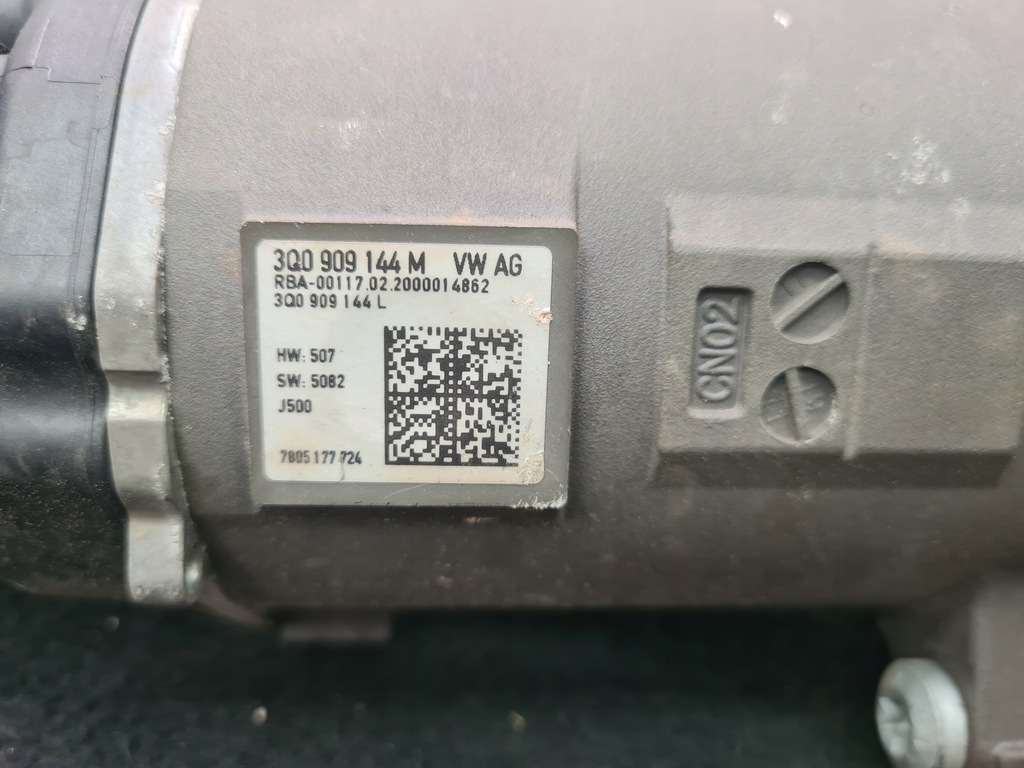 3Q0 909 144 M VW AG
RBA-00117.02.2000014862
3Q0 909 144 L
HW: 507
SW: 5082
J500
7805 177 724
CN02